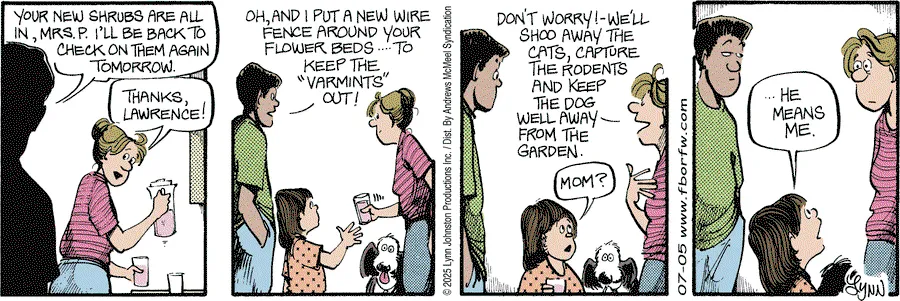 YOUR NEW SHRUBS ARE ALL
IN, MRS. P. I'LL BE BACK TO
CHECK ON THEM AGAIN
TOMORROW.
THANKS,
LAWRENCE!
OH, AND I PUT A NEW WIRE
FENCE AROUND YOUR
FLOWER BEDS....TO
KEEP THE
"VARMINTS"
OUT!
© 2025 Lynn Johnston Productions Inc. / Dist. By Andrews McMeel Syndication
DON'T WORRY!-WE'LL
SHOO AWAY THE
CATS, CAPTURE
THE RODENTS
AND KEEP
THE DOG
WELL AWAY
FROM THE
GARDEN.
MOM?
07-05 www.fborfw.com
...HE
MEANS
ME.
LYNN